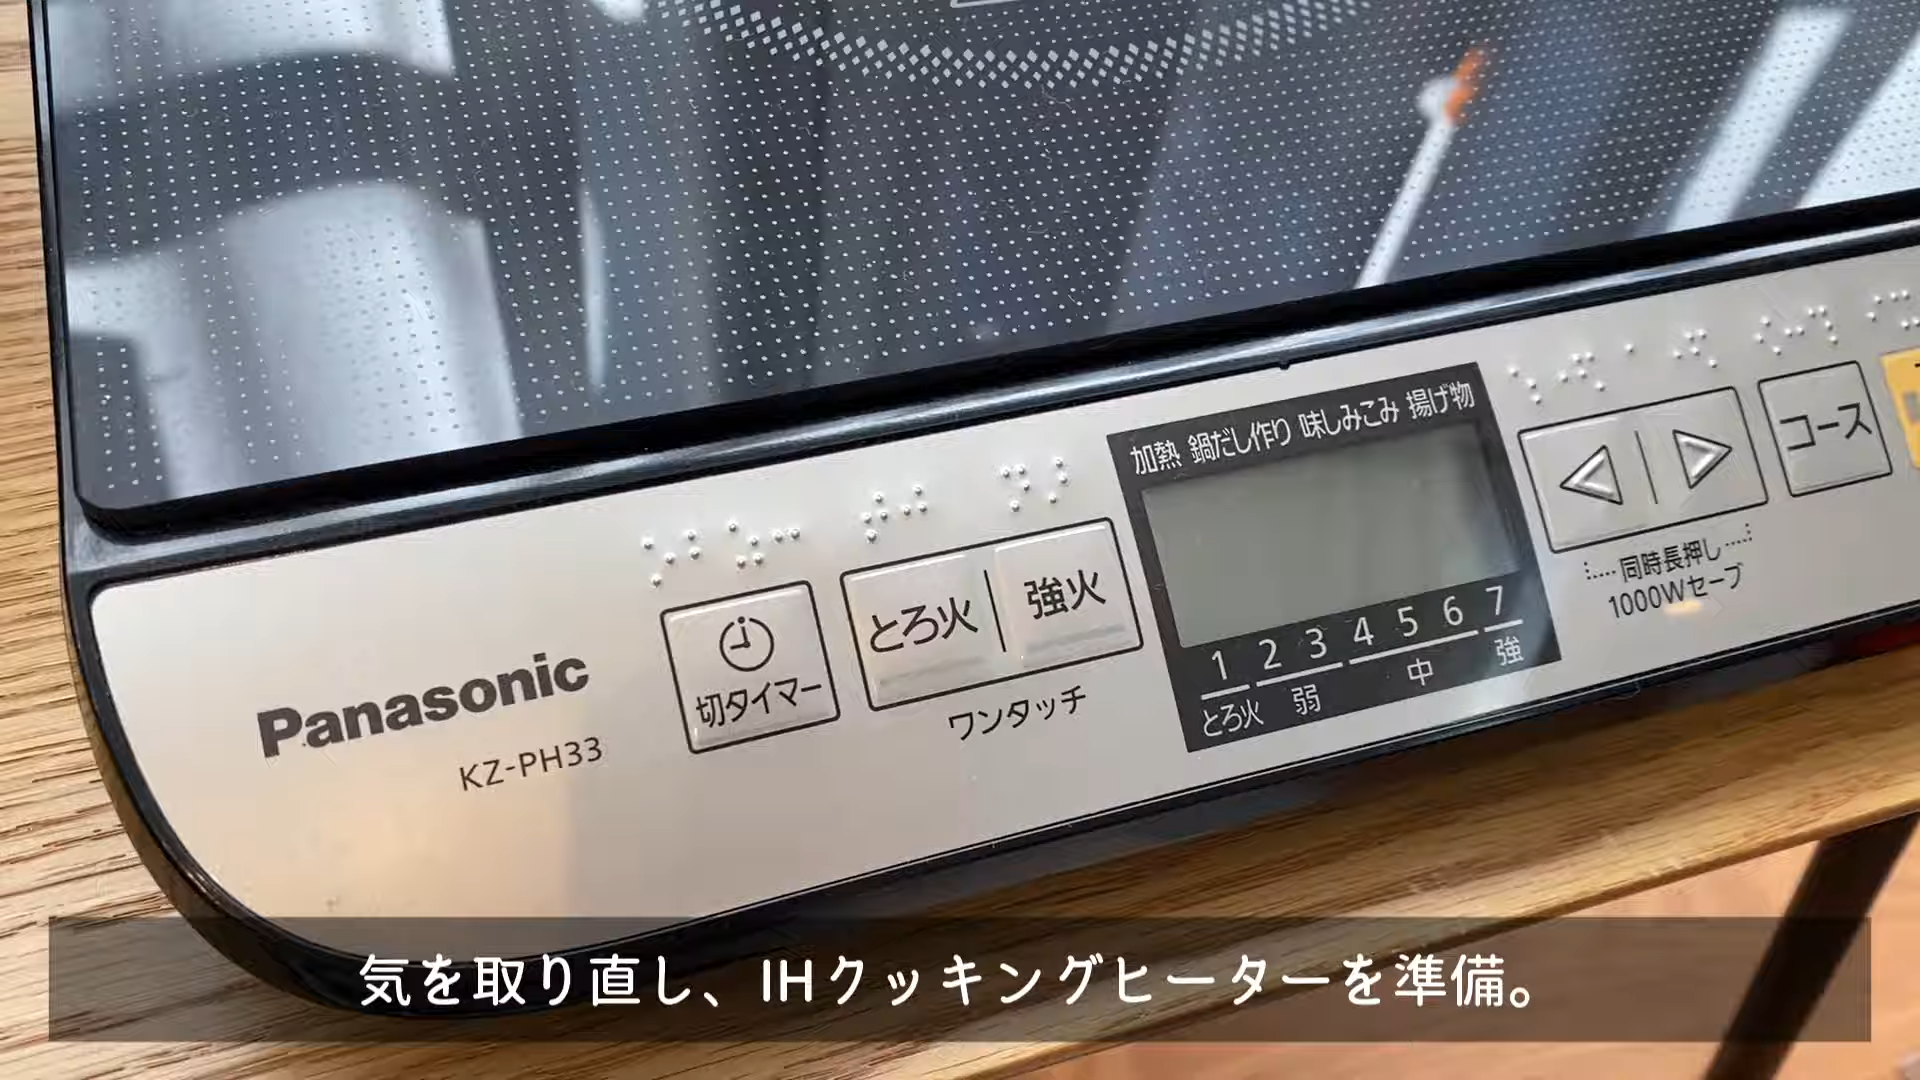 Panasonic
KZ-PH33
切タイマー
とろ火
強火
ワンタッチ
加熱 鍋だし作り 味しみこみ 揚げ物
1 2 3 4 5 6 7
とろ火 弱 中 強
同時長押し
1000Wセーブ
コース
気を取り直し、IHクッキングヒーターを準備。